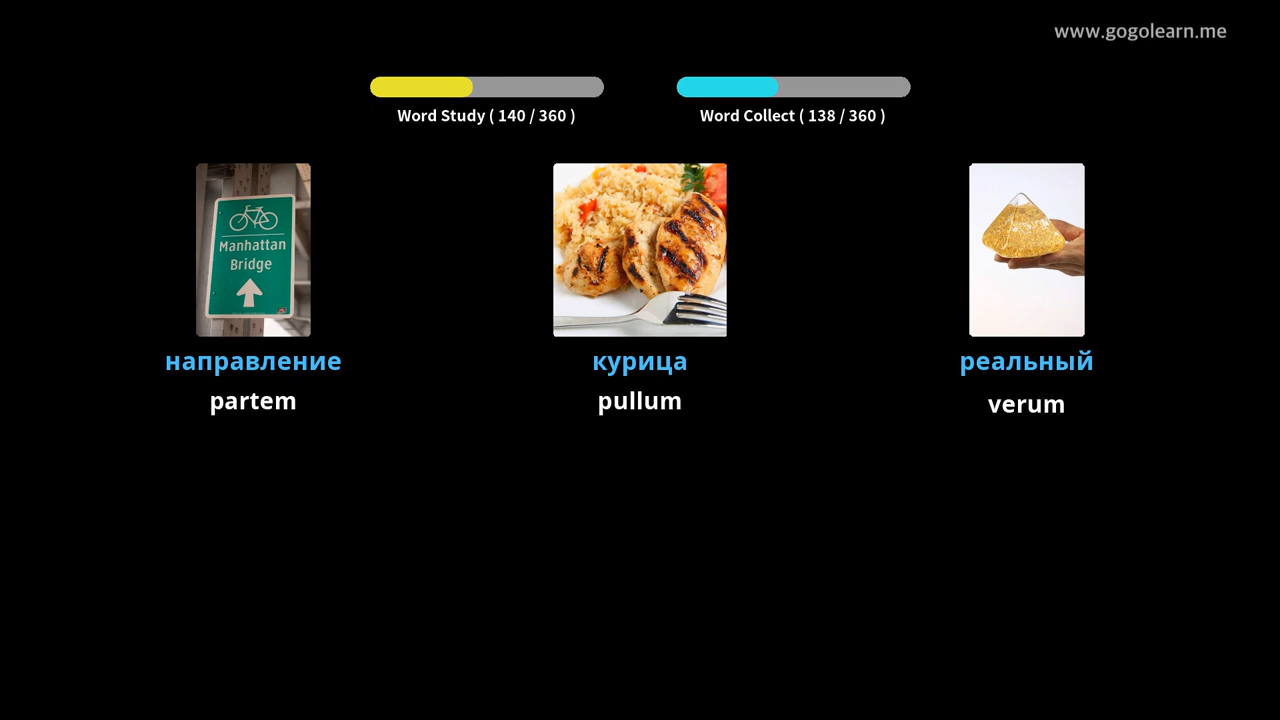 www.gogolearn.me
Word Study ( 140 / 360 )
Word Collect ( 138 / 360 )
Manhattan
Bridge
направление
partem
курица
pullum
реальный
verum